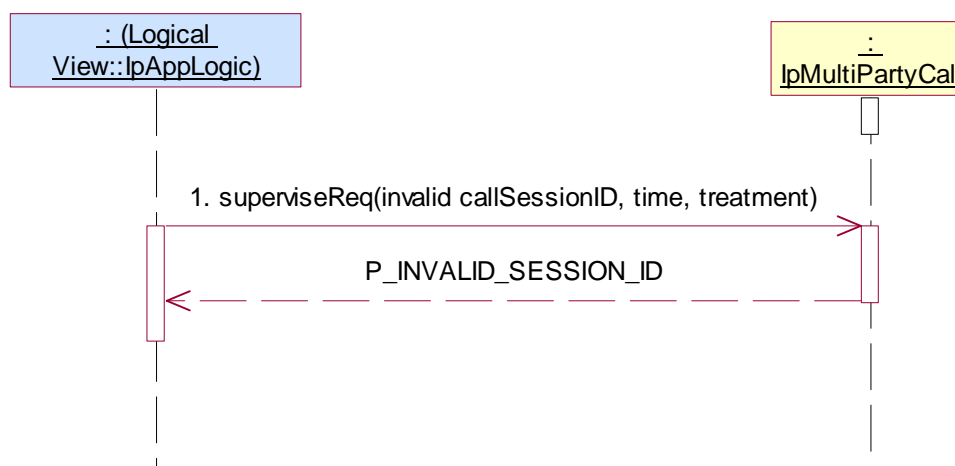 : (Logical
View::IpAppLogic)
:
IpMultiPartyCal
1. superviseReq(invalid callSessionID, time, treatment)
P_INVALID_SESSION_ID